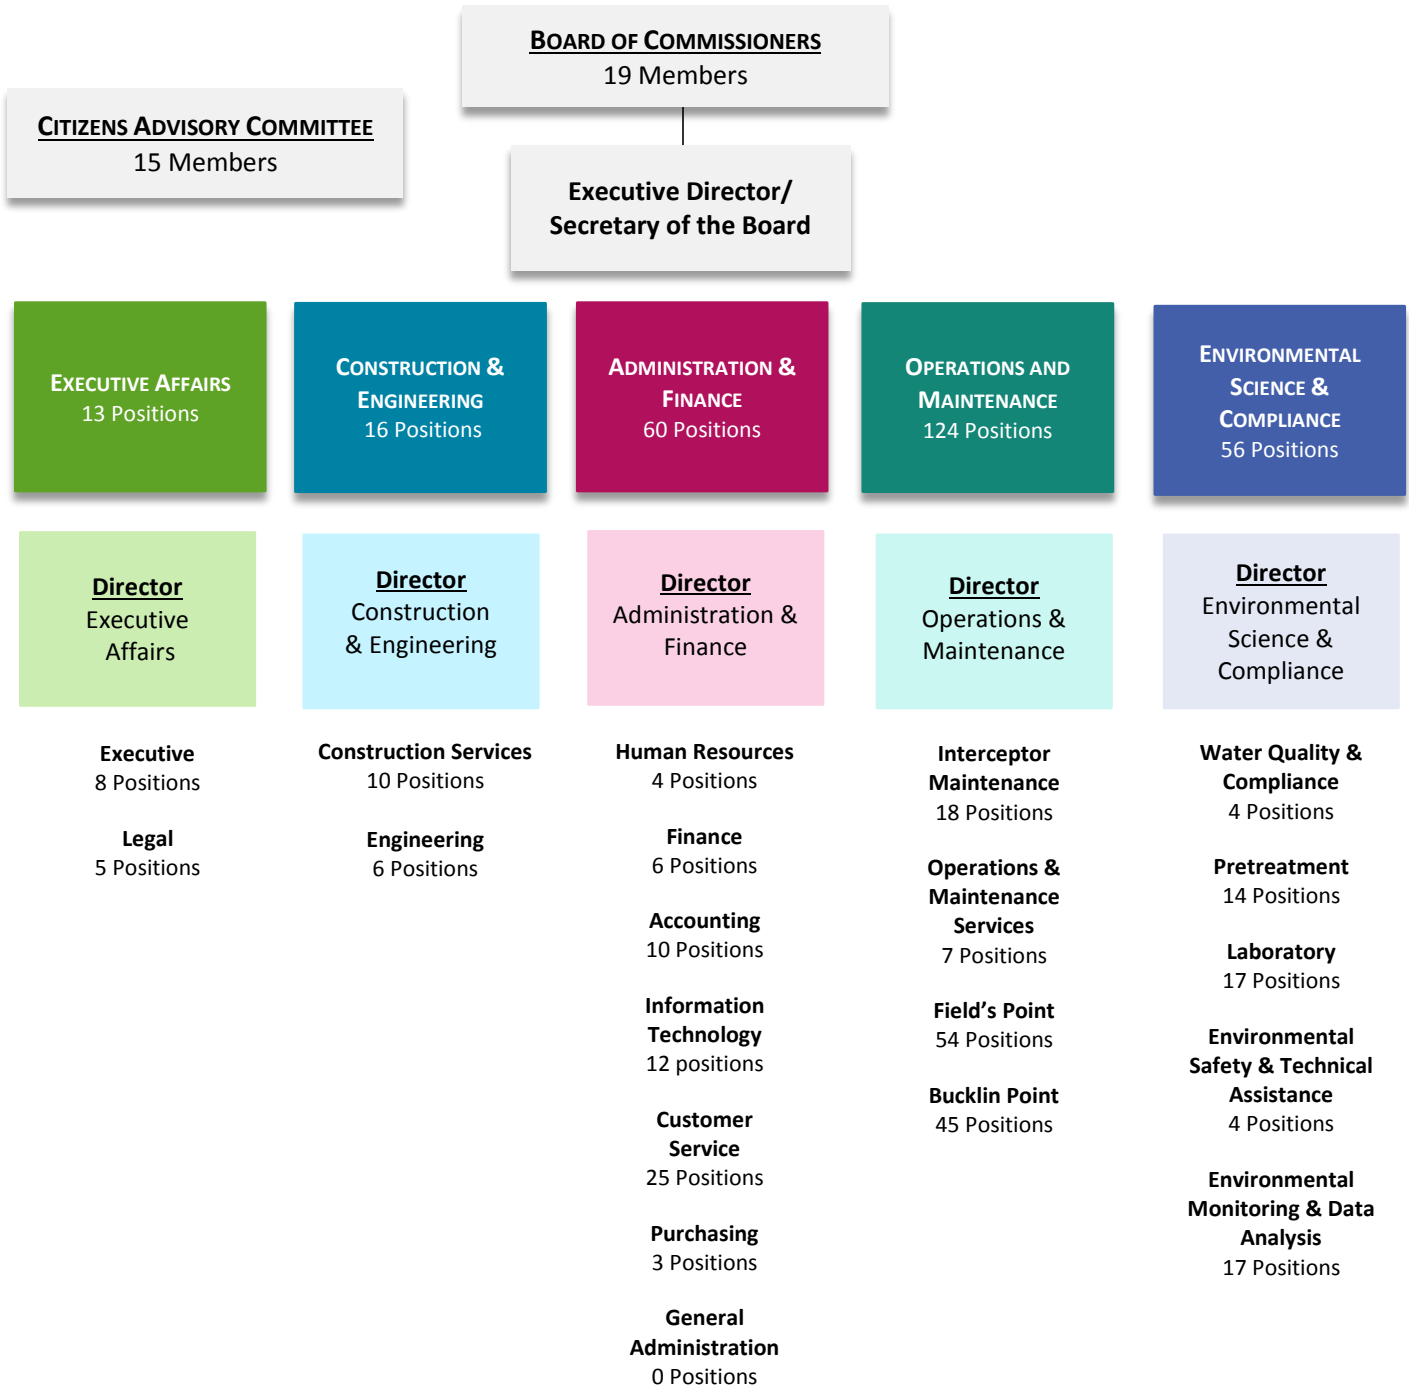 BOARD OF COMMISSIONERS
19 Members
CITIZENS ADVISORY COMMITTEE
15 Members
Executive Director/
Secretary of the Board
EXECUTIVE AFFAIRS
13 Positions
CONSTRUCTION &
ENGINEERING
16 Positions
ADMINISTRATION &
FINANCE
60 Positions
OPERATIONS AND
MAINTENANCE
124 Positions
ENVIRONMENTAL
SCIENCE &
COMPLIANCE
56 Positions
Director
Executive
Affairs
Director
Construction
& Engineering
Director
Administration &
Finance
Director
Operations &
Maintenance
Director
Environmental
Science &
Compliance
Executive
8 Positions
Legal
5 Positions
Construction Services
10 Positions
Engineering
6 Positions
Human Resources
4 Positions
Finance
6 Positions
Accounting
10 Positions
Information
Technology
12 positions
Customer
Service
25 Positions
Purchasing
3 Positions
General
Administration
0 Positions
Interceptor
Maintenance
18 Positions
Operations &
Maintenance
Services
7 Positions
Field’s Point
54 Positions
Bucklin Point
45 Positions
Water Quality &
Compliance
4 Positions
Pretreatment
14 Positions
Laboratory
17 Positions
Environmental
Safety & Technical
Assistance
4 Positions
Environmental
Monitoring & Data
Analysis
17 Positions